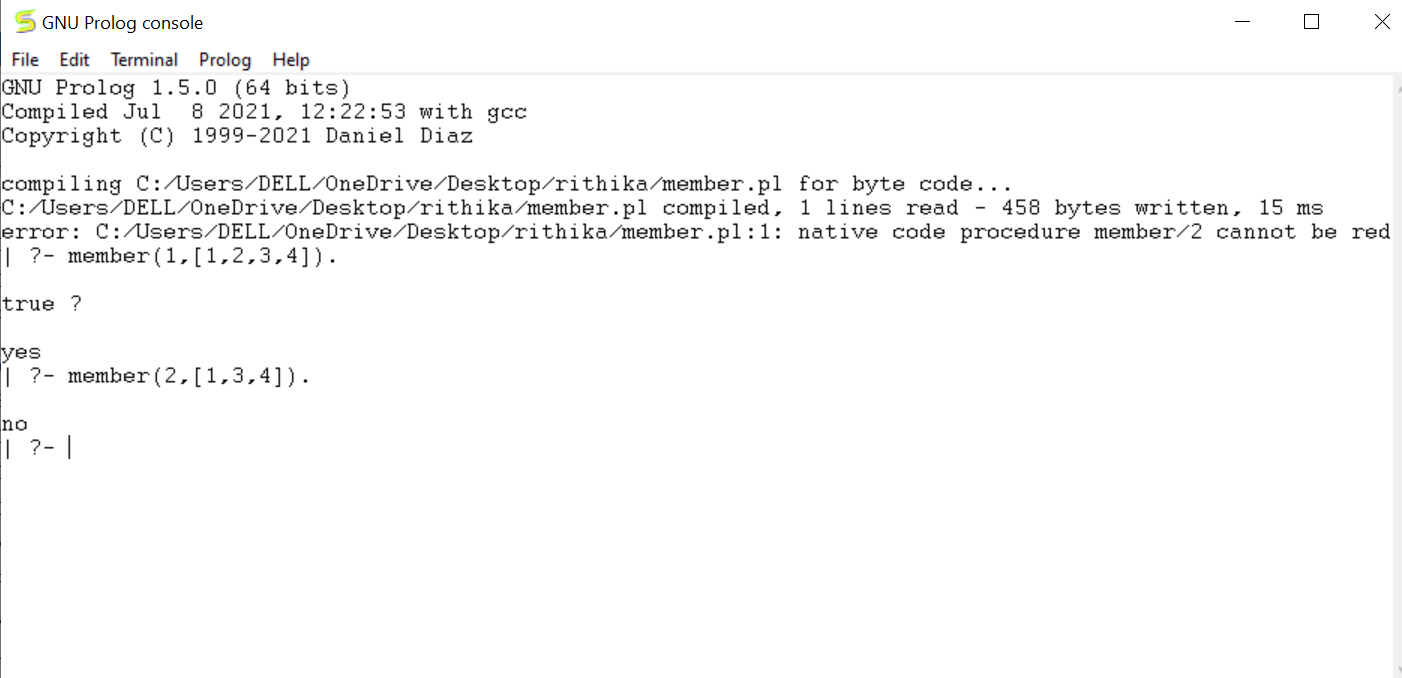 GNU Prolog console
File Edit Terminal Prolog Help
GNU Prolog 1.5.0 (64 bits)
Compiled Jul  8 2021, 12:22:53 with gcc
Copyright (C) 1999-2021 Daniel Diaz
compiling C:/Users/DELL/OneDrive/Desktop/rithika/member.pl for byte code...
C:/Users/DELL/OneDrive/Desktop/rithika/member.pl compiled, 1 lines read - 458 bytes written, 15 ms
error: C:/Users/DELL/OneDrive/Desktop/rithika/member.pl:1: native code procedure member/2 cannot be red
| ?- member(1,[1,2,3,4]).
true ?
yes
| ?- member(2,[1,3,4]).
no
| ?-